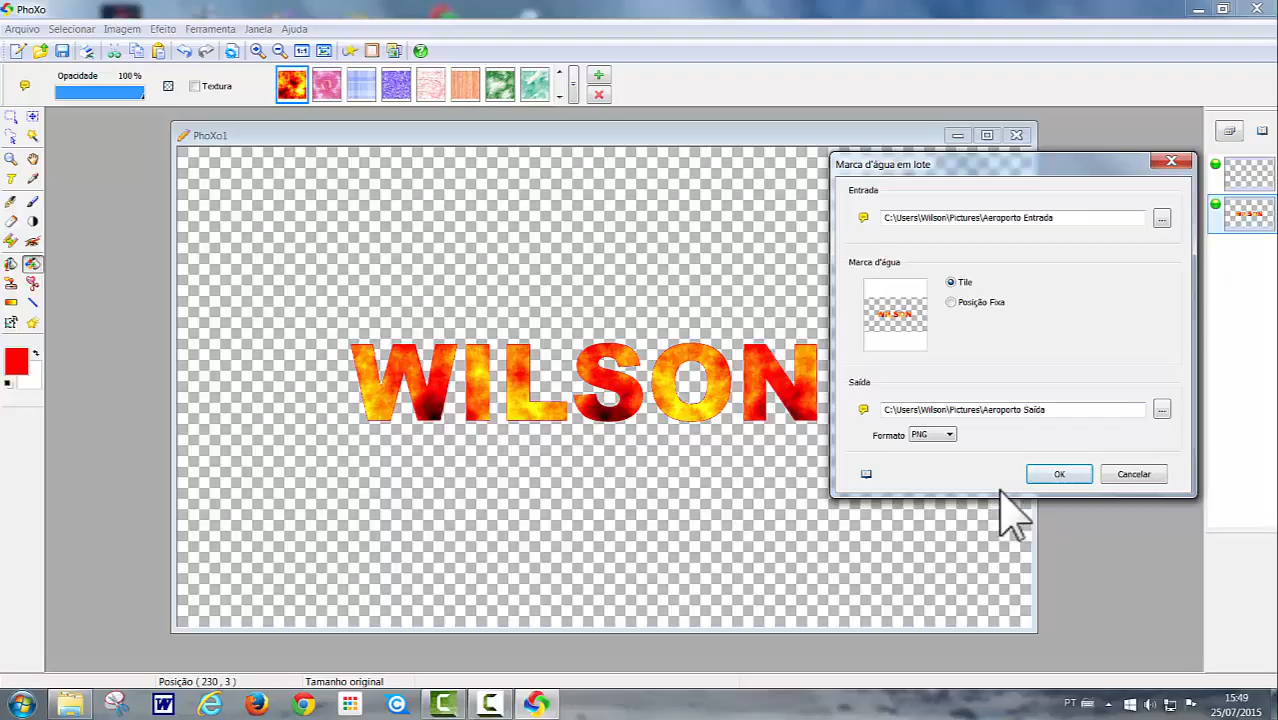 PhoXo
Arquivo Selecionar Imagem Efeito Ferramenta Janela Ajuda
Opacidade 100 %
Textura
PhoXo1
WILSON
Marca d'água em lote
Entrada
C:\Users\Wilson\Pictures\Aeroporto Entrada
...
Marca d'água
WILSON
Tile
Posição Fixa
Saída
C:\Users\Wilson\Pictures\Aeroporto Saída
...
Formato PNG
OK Cancelar
WILSON
Posição ( 230 , 3 ) Tamanho original
PT
15:49
25/07/2015